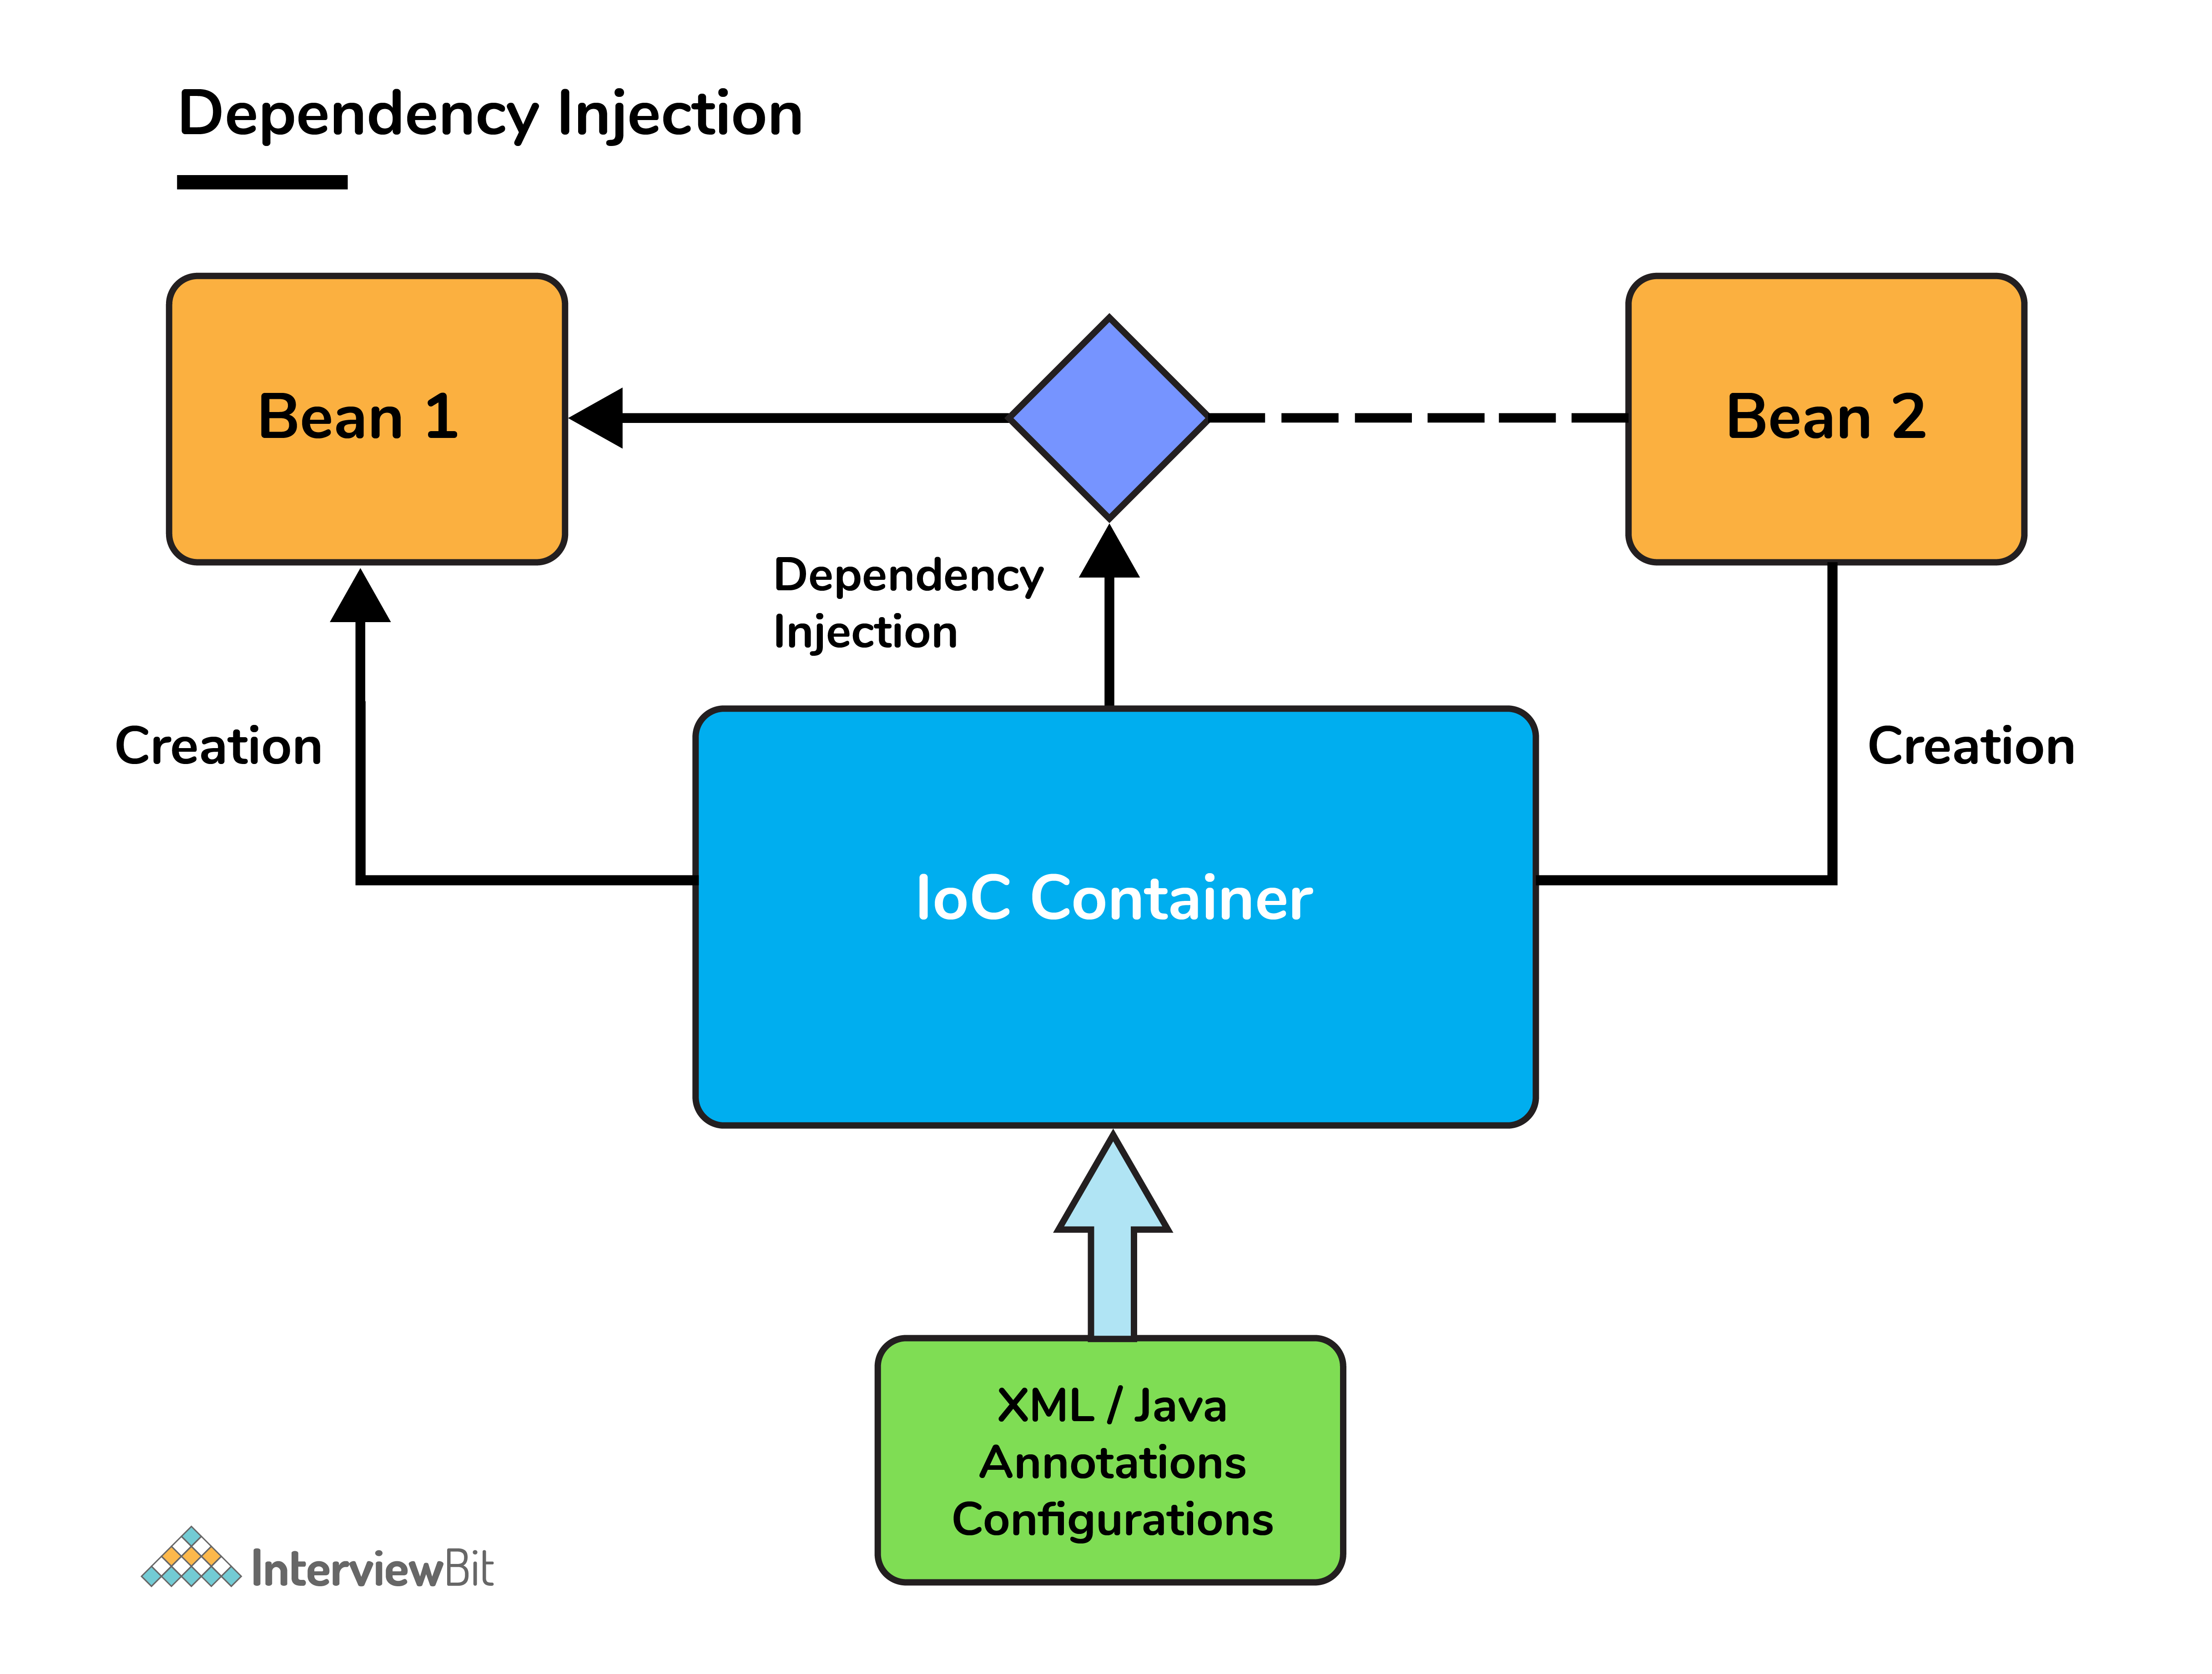 Dependency Injection
Bean 1
Bean 2
Dependency
Injection
Creation
Creation
IoC Container
XML / Java
Annotations
Configurations
InterviewBit